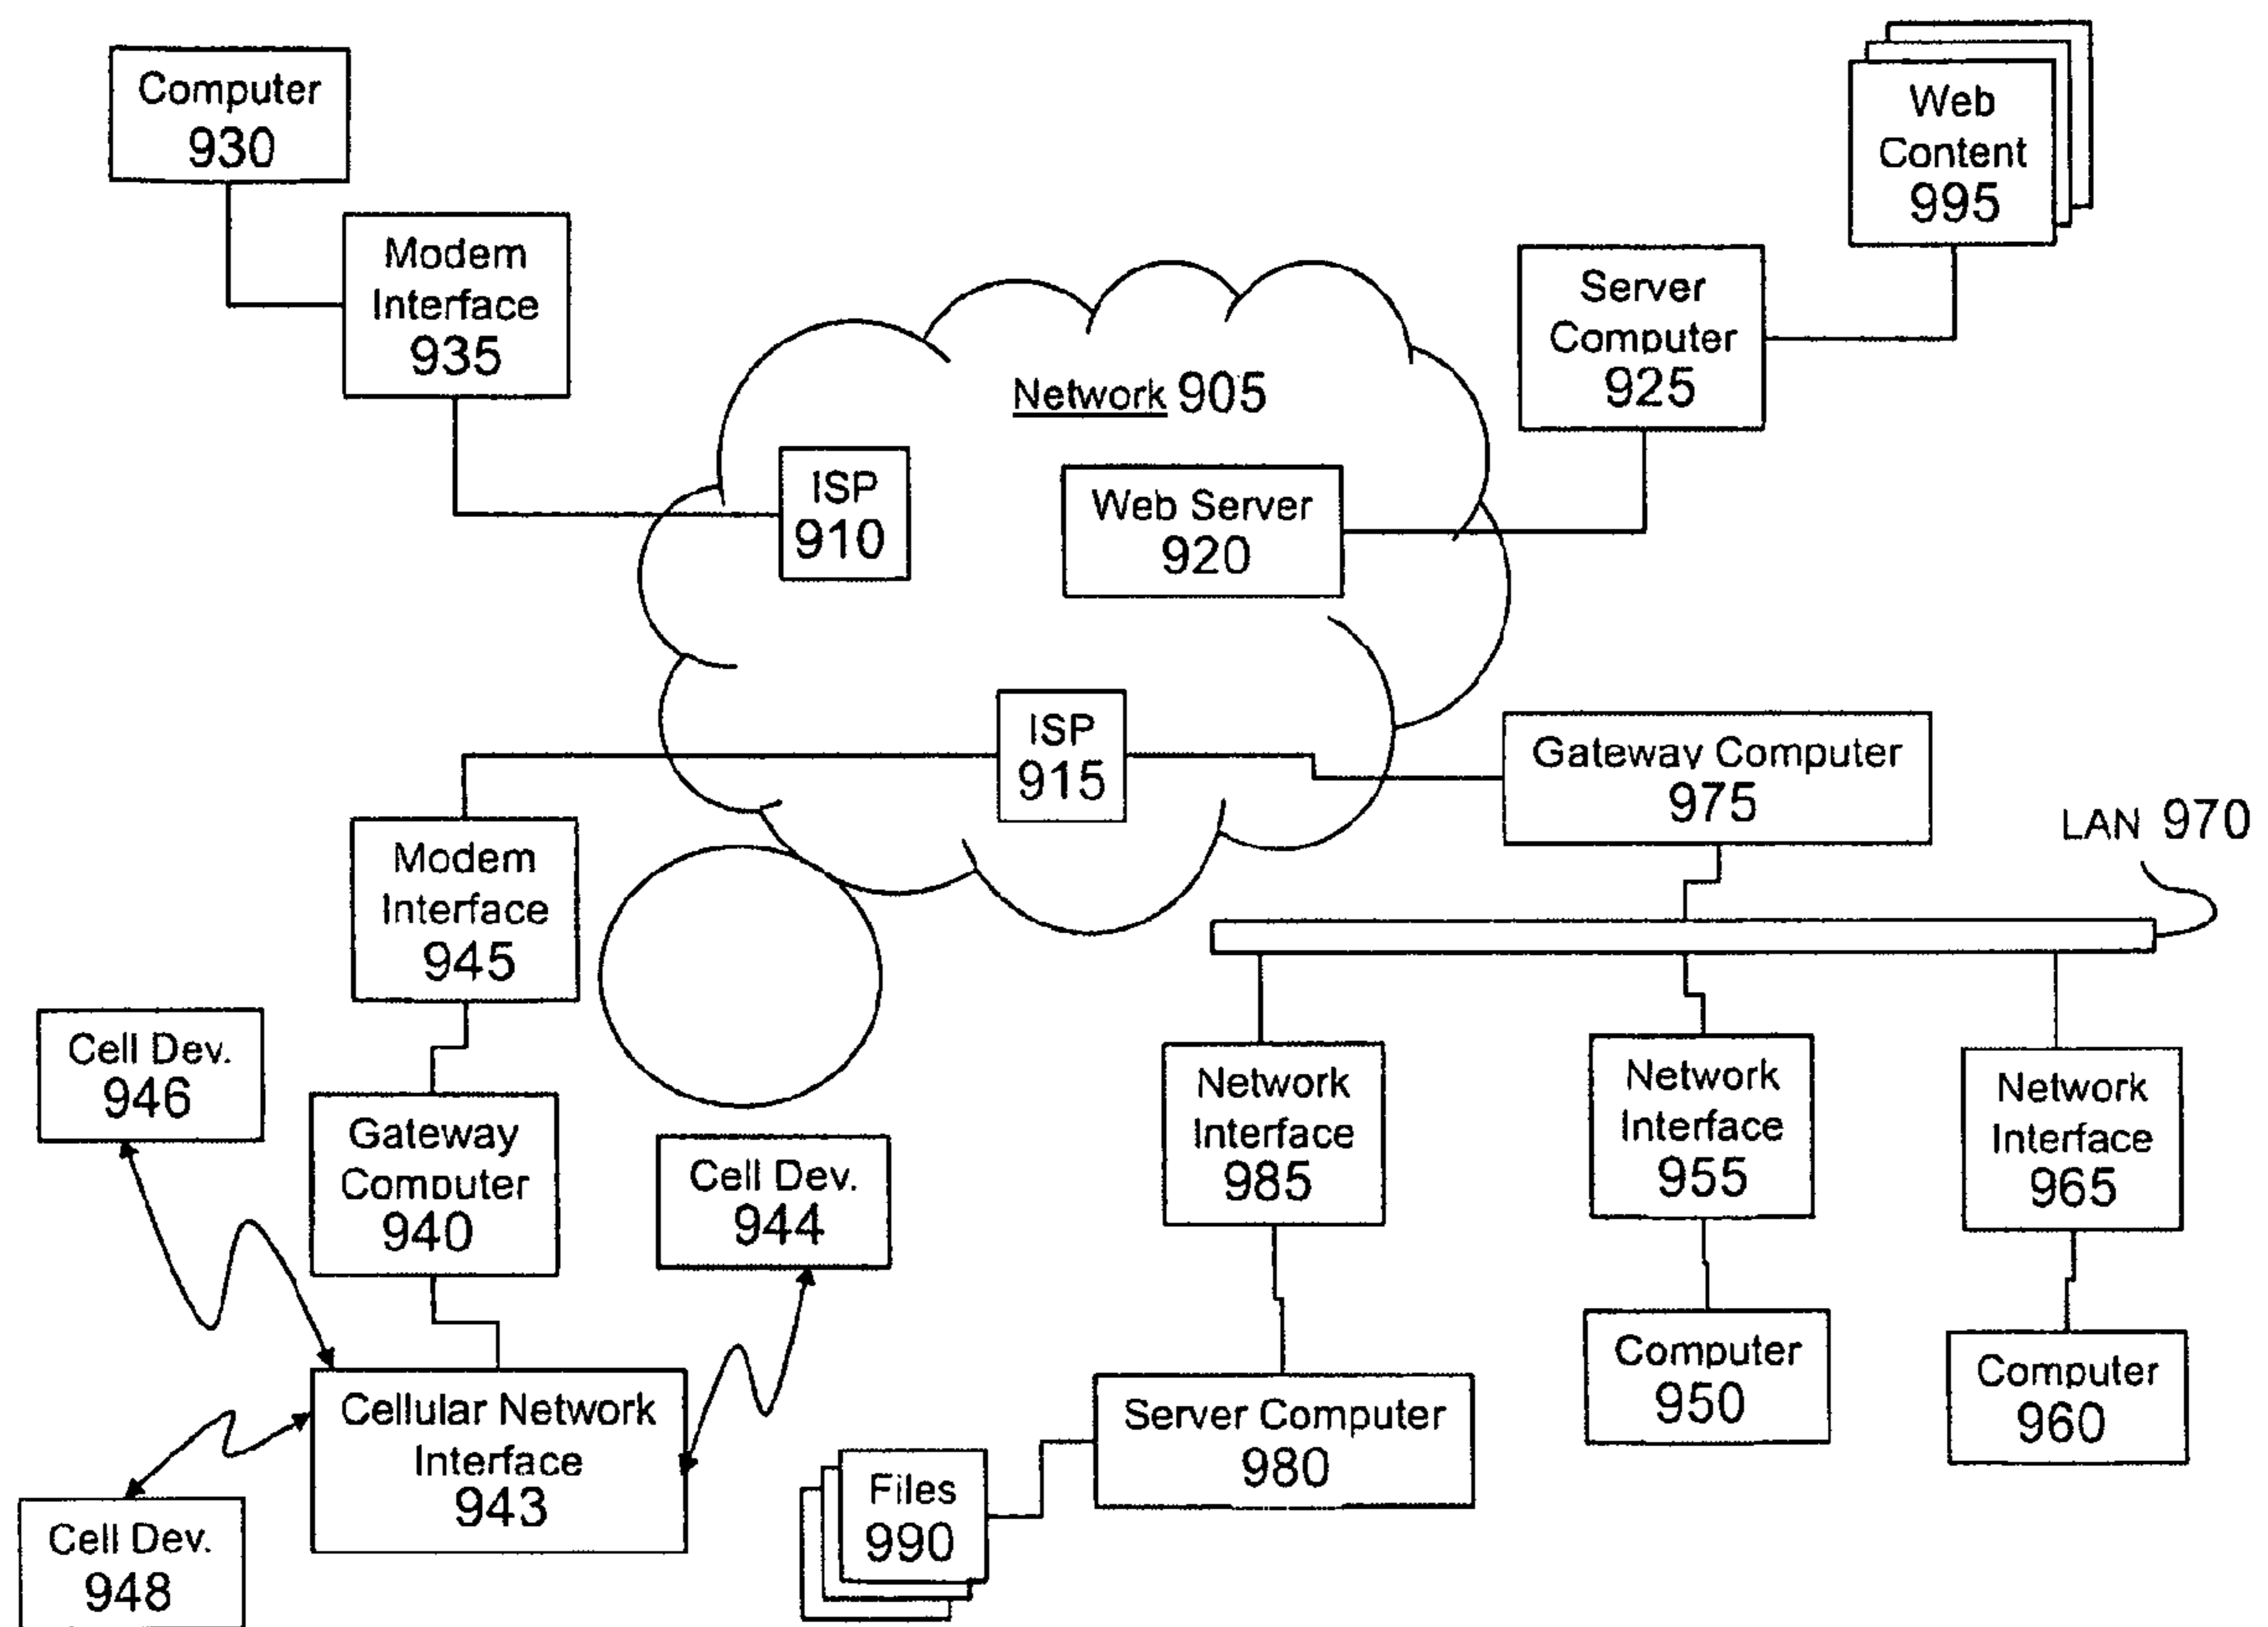 Computer
930
Modem
Interface
935
Web
Content
995
Server
Computer
925
Network 905
ISP
910
Web Server
920
ISP
915
Gateway Computer
975
LAN 970
Modem
Interface
945
Cell Dev.
946
Gateway
Computer
940
Cell Dev.
944
Network
Interface
985
Network
Interface
955
Network
Interface
965
Cellular Network
Interface
943
Cell Dev.
948
Files
990
Server Computer
980
Computer
950
Computer
960